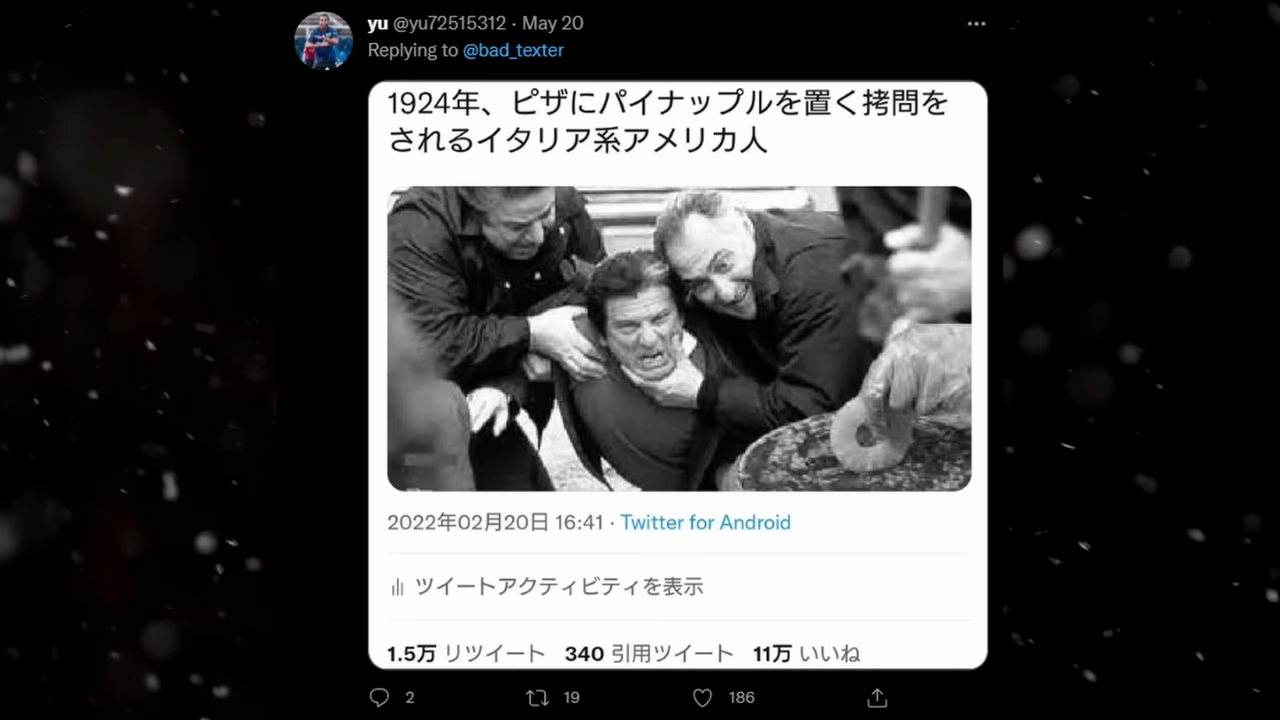 yu @yu72515312 · May 20
Replying to @bad_texter
1924年、ピザにパイナップルを置く拷問を
されるイタリア系アメリカ人
2022年02月20日 16:41 · Twitter for Android
ツイートアクティビティを表示
1.5万 リツイート 340 引用ツイート 11万 いいね
2 19 186